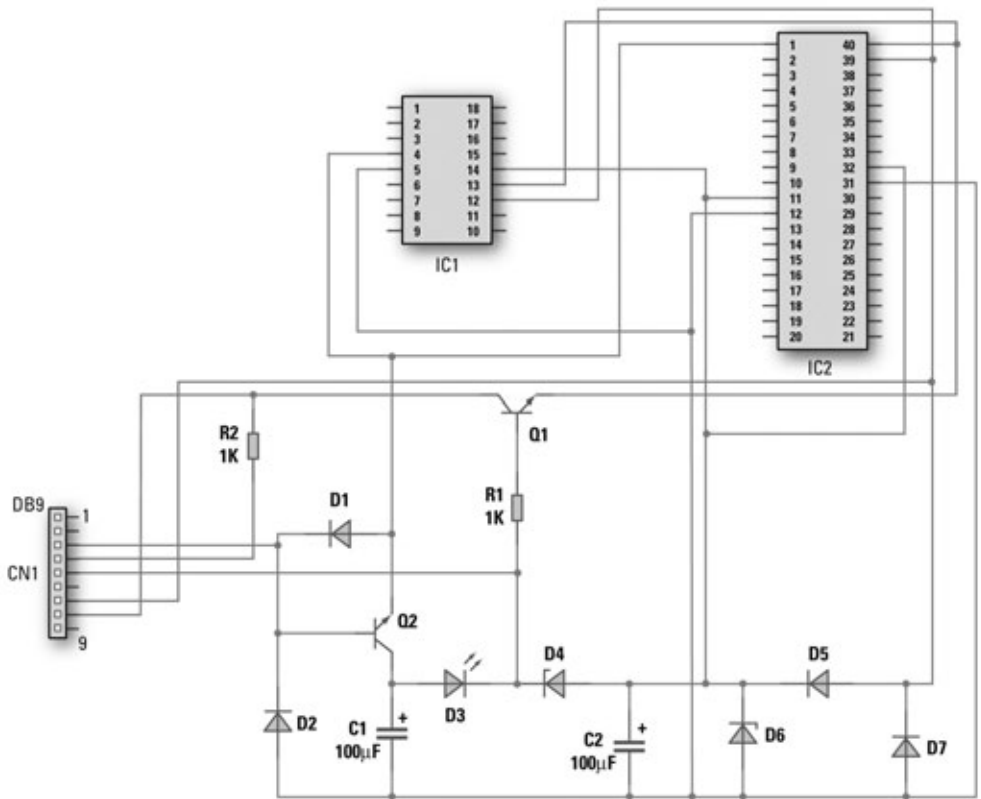 1 40
2 39
3 38
4 37
5 36
6 35
7 34
8 33
9 32
10 31
11 30
12 29
13 28
14 27
15 26
16 25
17 24
18 23
19 22
20 21
IC2
1 18
2 17
3 16
4 15
5 14
6 13
7 12
8 11
9 10
IC1
R2
1K
Q1
R1
1K
D1
DB9
1
CN1
9
Q2
D3
D4
D5
D2
C1 +
100µF
C2 +
100µF
D6
D7